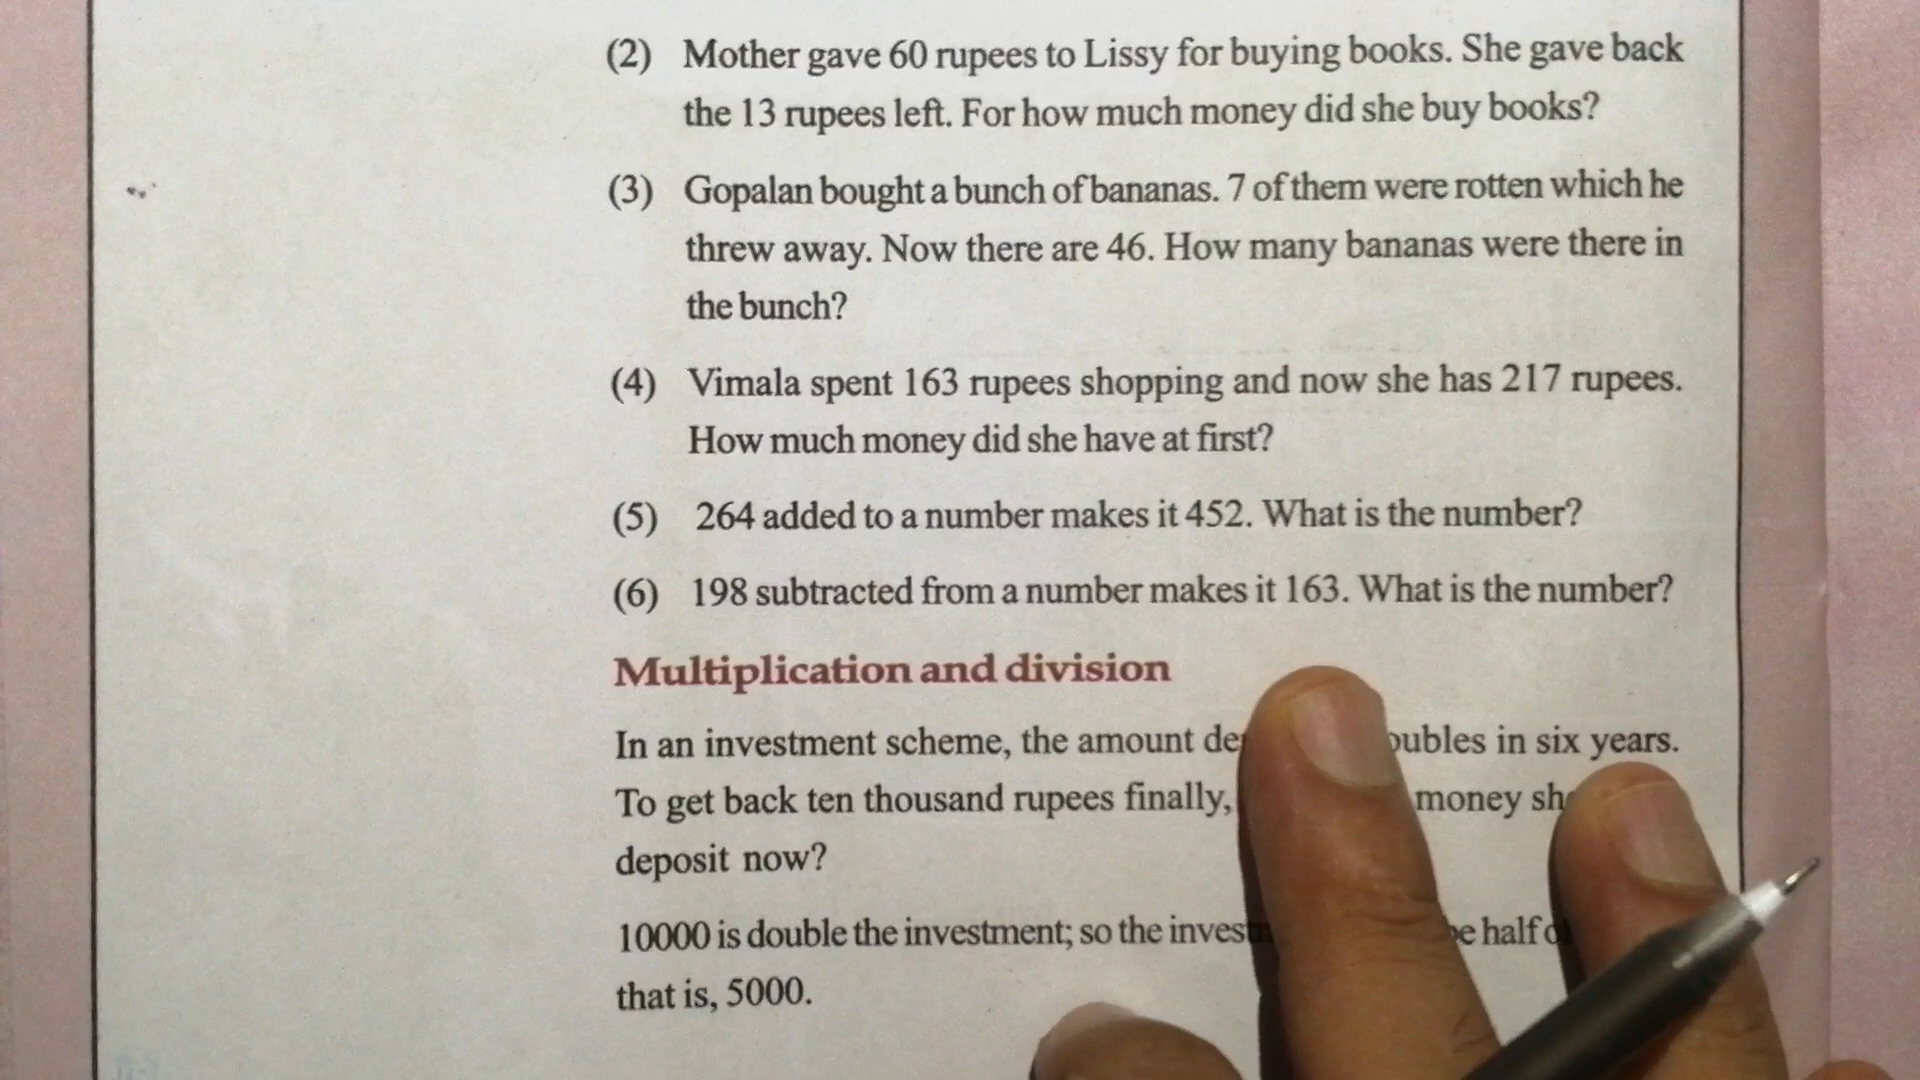 (2) Mother gave 60 rupees to Lissy for buying books. She gave back
the 13 rupees left. For how much money did she buy books?
(3) Gopalan bought a bunch of bananas. 7 of them were rotten which he
threw away. Now there are 46. How many bananas were there in
the bunch?
(4) Vimala spent 163 rupees shopping and now she has 217 rupees.
How much money did she have at first?
(5) 264 added to a number makes it 452. What is the number?
(6) 198 subtracted from a number makes it 163. What is the number?
Multiplication and division
In an investment scheme, the amount in six years.
To get back ten thousand rupees finally, money
deposit now?
10000 is double the investment; so the half
that is, 5000.